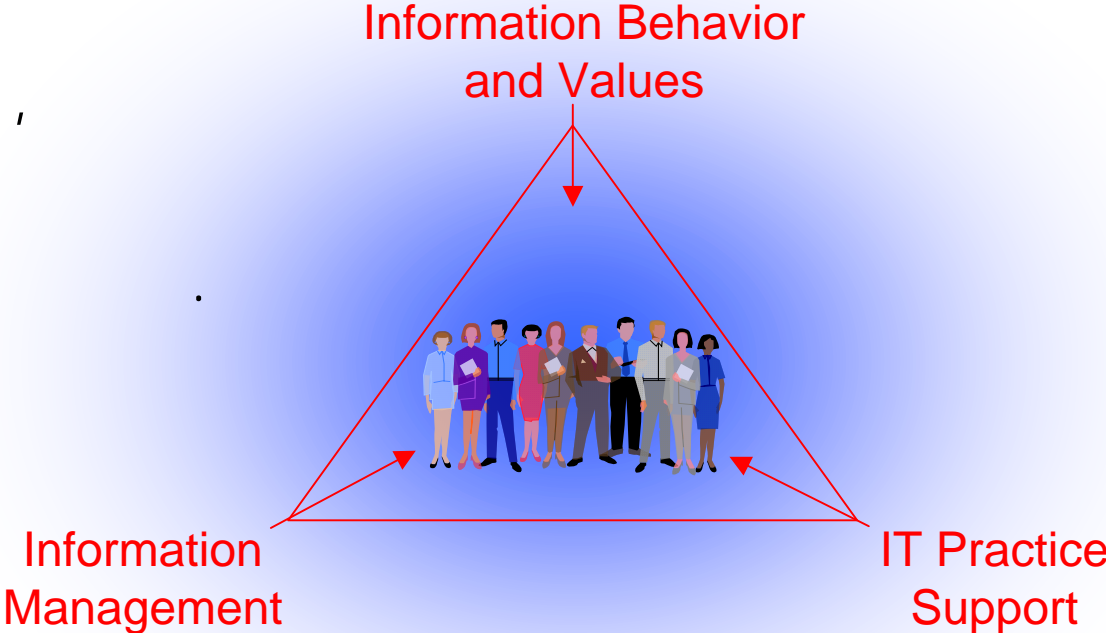 Information Behavior
and Values
,
.
Information
Management
IT Practice
Support